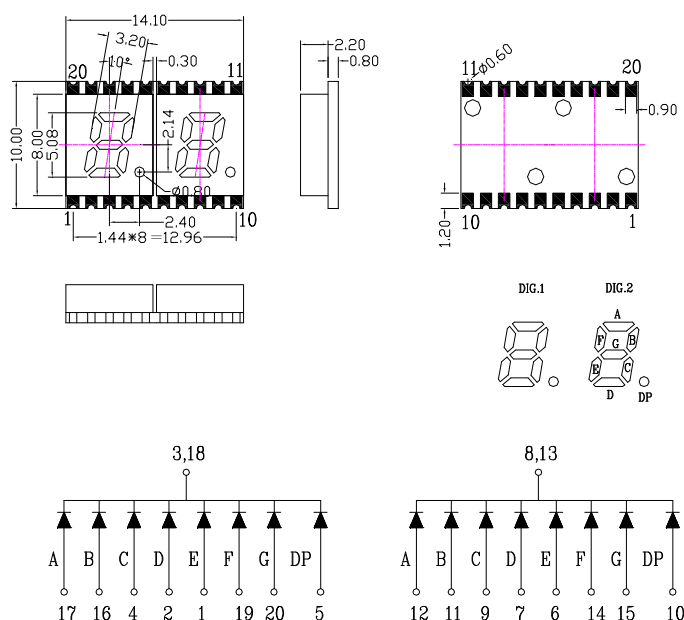 14.10
3.20
10°
0.30
20
11
10.00
8.00
5.08
2.14
ø0.80
1
10
2.40
1.44*8 =12.96
2.20
0.80
11
ø0.60
20
0.90
1.20
10
1
DIG.1
DIG.2
A
F
G
B
E
C
D
DP
3,18
A B C D E F G DP
17 16 4 2 1 19 20 5
8,13
A B C D E F G DP
12 11 9 7 6 14 15 10